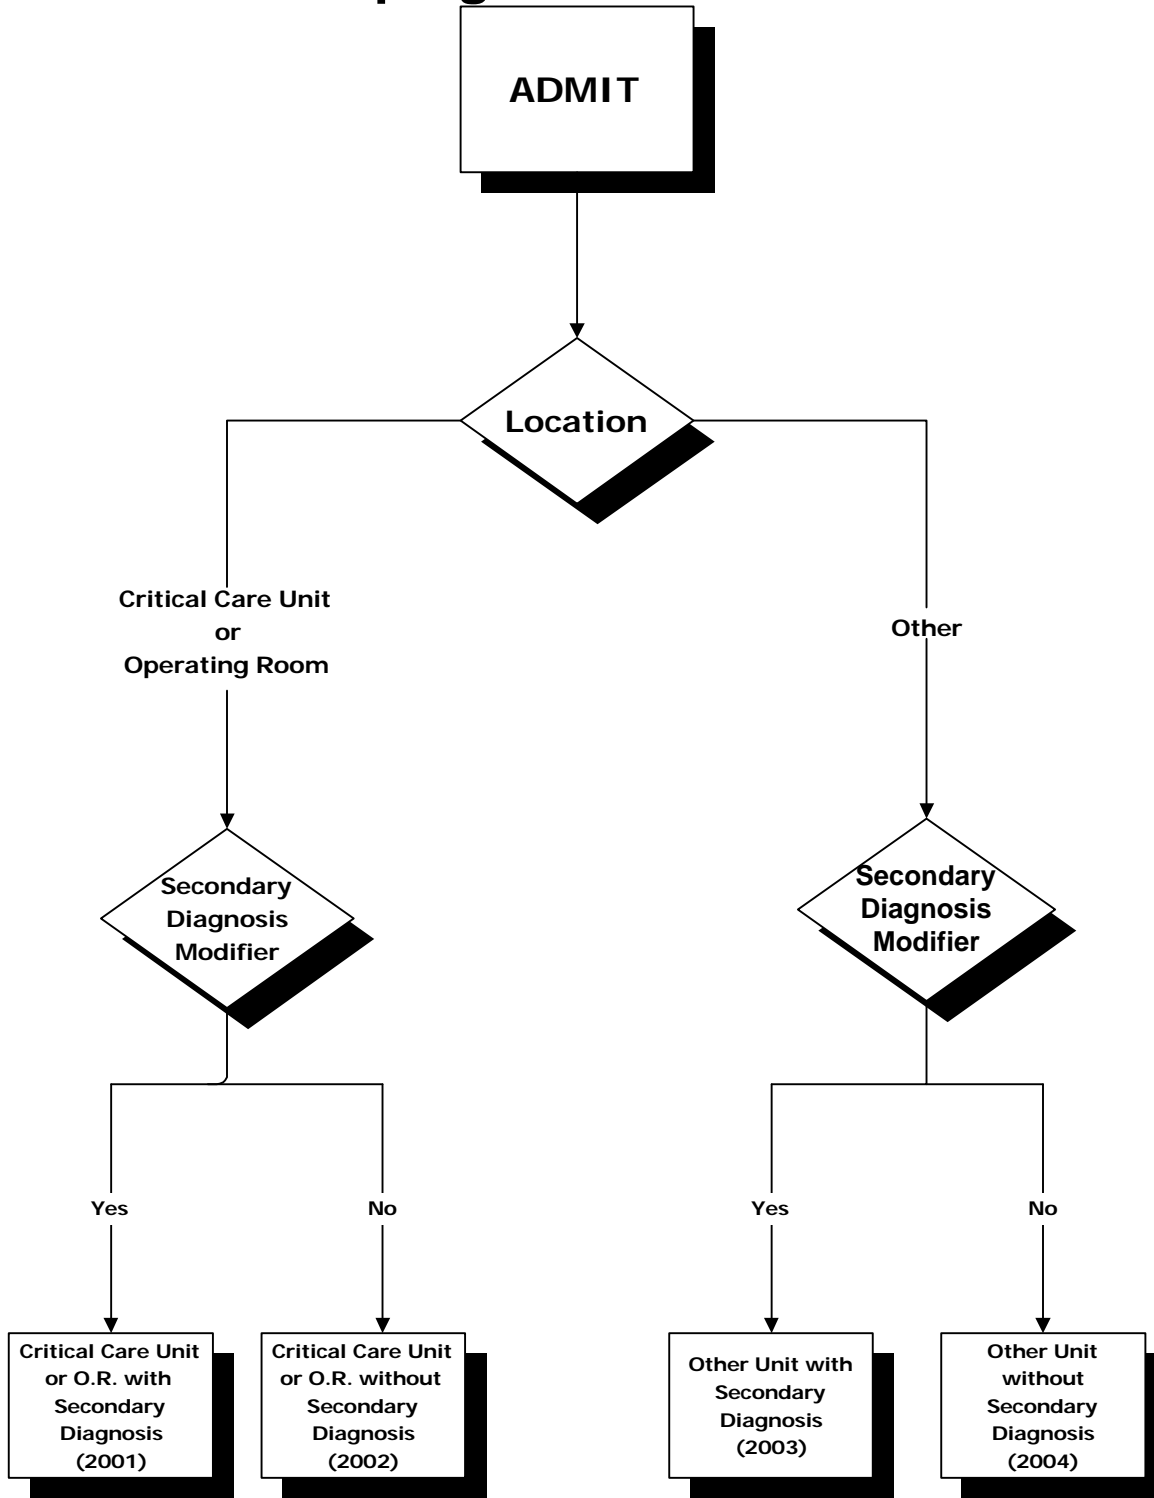 ADMIT
Location
Critical Care Unit
or
Operating Room
Other
Secondary
Diagnosis
Modifier
Secondary
Diagnosis
Modifier
Yes
No
Yes
No
Critical Care Unit
or O.R. with
Secondary
Diagnosis
(2001)
Critical Care Unit
or O.R. without
Secondary
Diagnosis
(2002)
Other Unit with
Secondary
Diagnosis
(2003)
Other Unit
without
Secondary
Diagnosis
(2004)